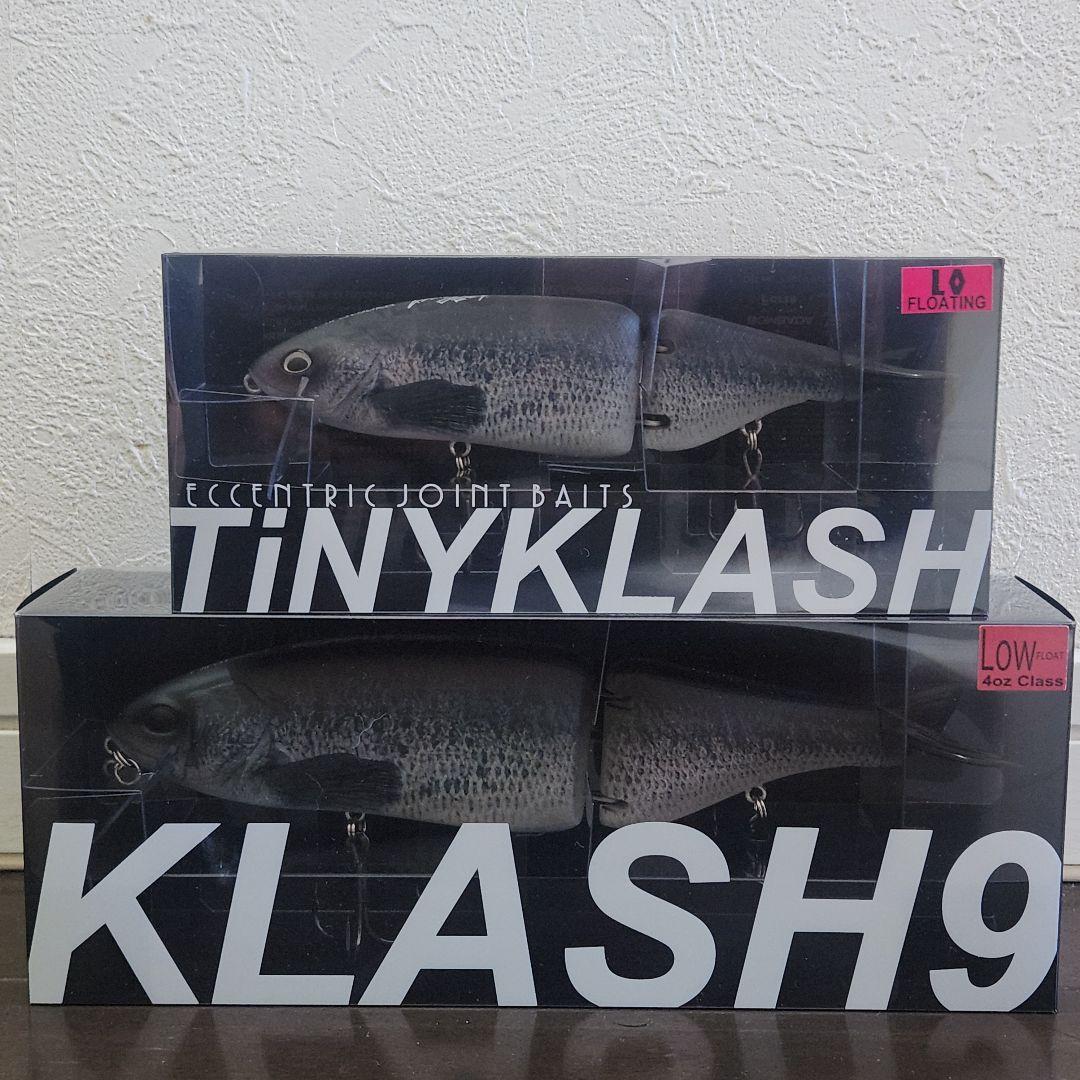 LO
FLOATING
ECCENTRIC JOINT BAITS
TiNYKLASH
LOW FLOAT
4oz Class
KLASH9